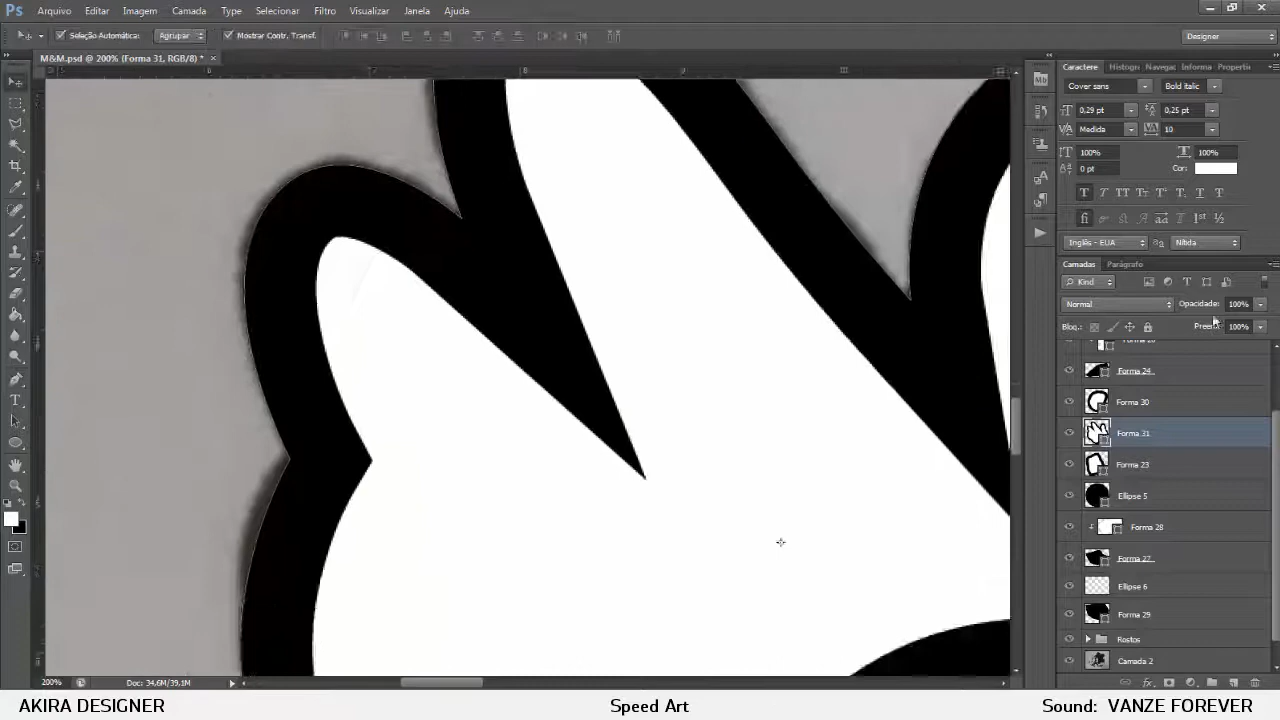 Ps Arquivo Editar Imagem Camada Type Selecionar Filtro Visualizar Janela Ajuda
Seleção Automática: Agrupar Mostrar Contr. Transf. Designer
M&M.psd @ 200% (Forma 31, RGB/8) * ×
Caractere Histogr Navega Informa Proprti
Cover sans Bold italic
0,29 pt 0,25 pt
Medida 10
100% 100%
0 pt Cor:
Inglês - EUA Nítida
Camadas Parágrafo
Kind
Normal Opacidade: 100%
Bloq.: 100%
Forma 24
Forma 30
Forma 31
Forma 23
Ellipse 5
Forma 28
Forma 27
Ellipse 6
Forma 29
Rostos
Camada 2
200% Doc: 34,6M/39,1M
AKIRA DESIGNER Speed Art Sound: VANZE FOREVER